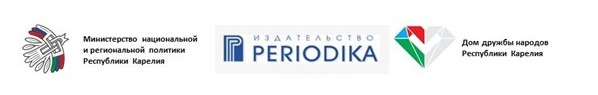 Министерство национальной
и региональной политики
Республики Карелия
ИЗДАТЕЛЬСТВО
PERIODIKA
Дом дружбы народов
Республики Карелия